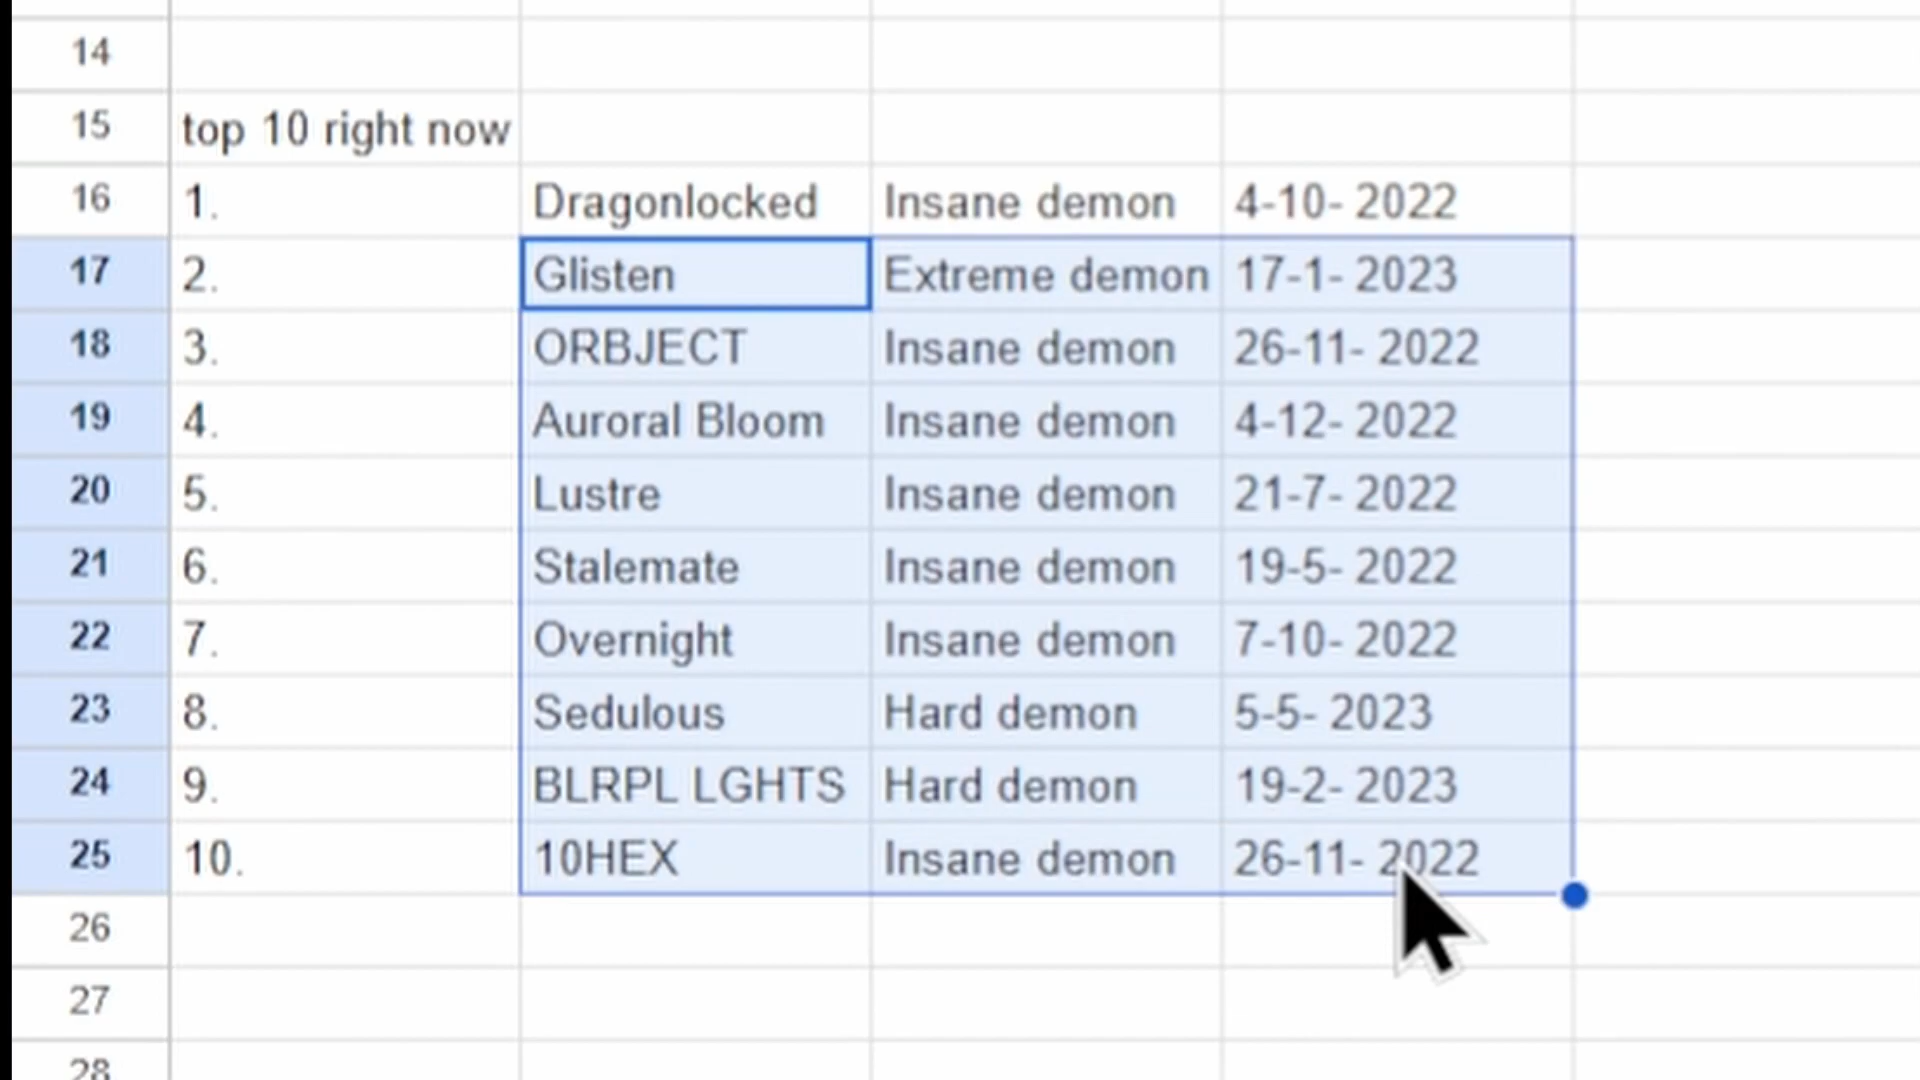 14
15 top 10 right now
16 1. Dragonlocked Insane demon 4-10- 2022
17 2. Glisten Extreme demon 17-1- 2023
18 3. ORBJECT Insane demon 26-11- 2022
19 4. Auroral Bloom Insane demon 4-12- 2022
20 5. Lustre Insane demon 21-7- 2022
21 6. Stalemate Insane demon 19-5- 2022
22 7. Overnight Insane demon 7-10- 2022
23 8. Sedulous Hard demon 5-5- 2023
24 9. BLRPL LGHTS Hard demon 19-2- 2023
25 10. 10HEX Insane demon 26-11- 2022
26
27
28